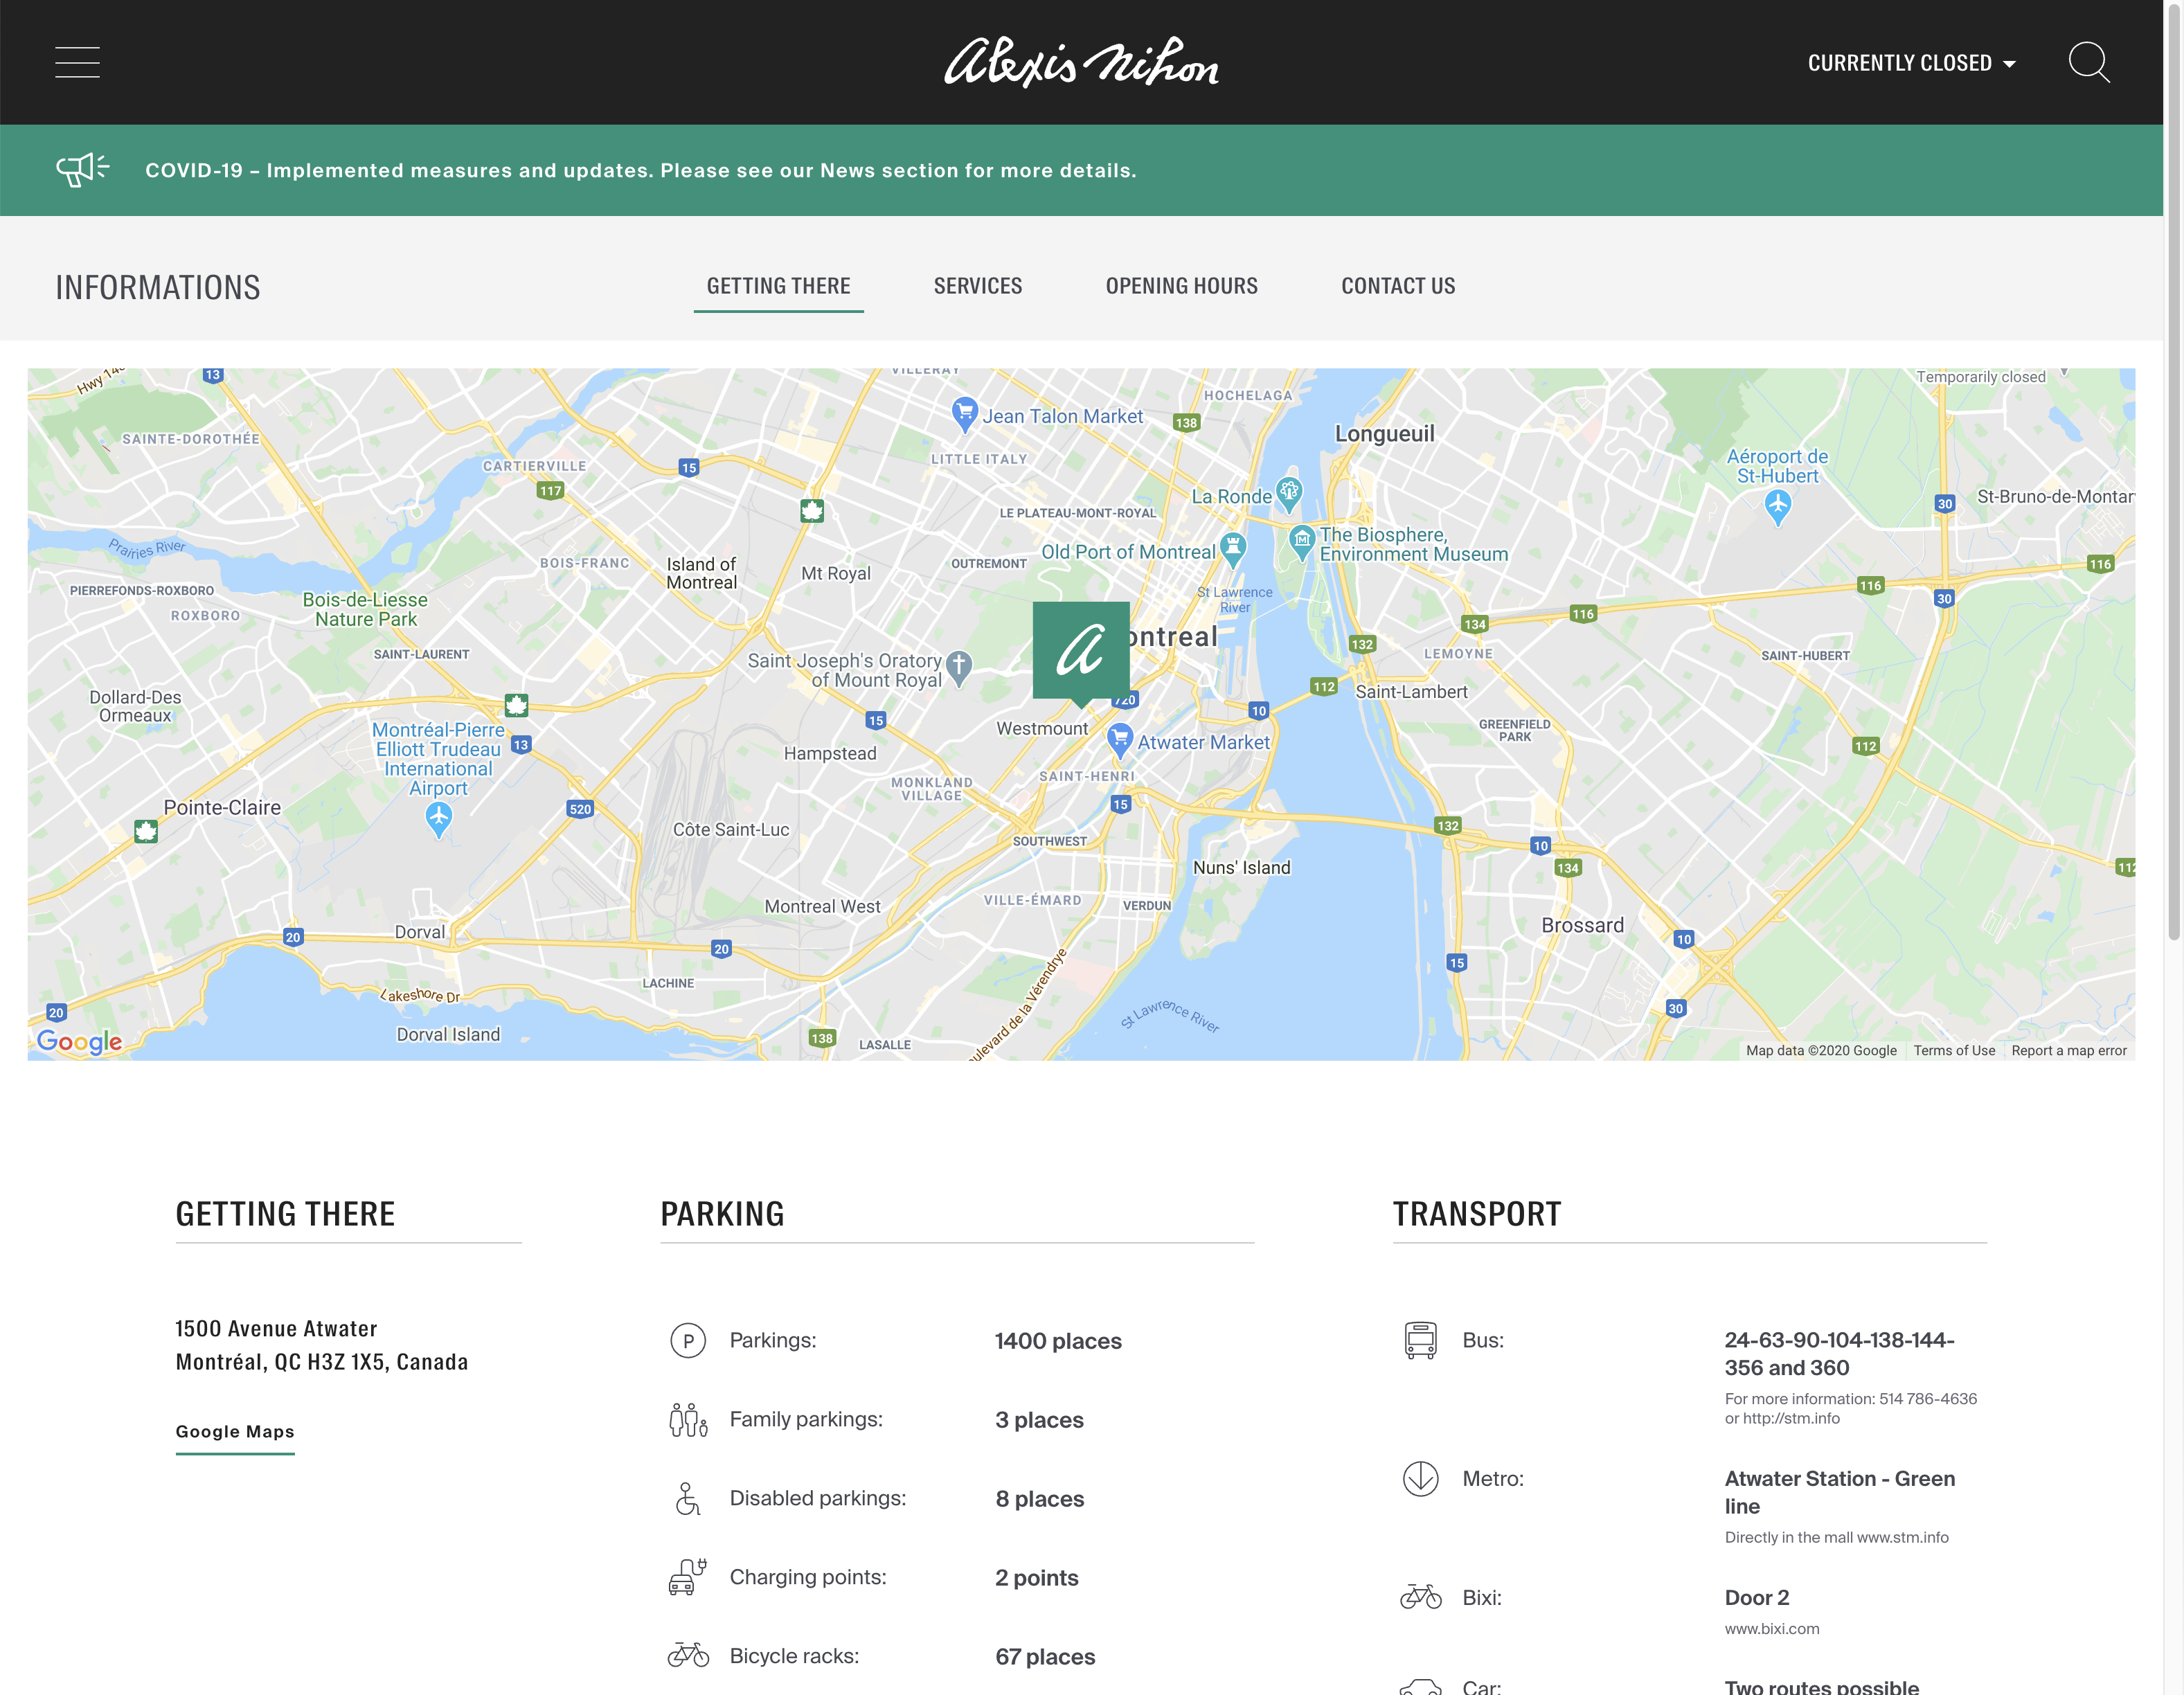 Alexis Nihon
CURRENTLY CLOSED
COVID-19 – Implemented measures and updates. Please see our News section for more details.
INFORMATIONS
GETTING THERE
SERVICES
OPENING HOURS
CONTACT US
13
VILLERAY
Temporarily closed
HOCHELAGA
Jean Talon Market
138
Longueuil
SAINTE-DOROTHÉE
LITTLE ITALY
CARTIERVILLE
15
117
Aéroport de
St-Hubert
La Ronde
30
St-Bruno-de-Montar
LE PLATEAU-MONT-ROYAL
Prairies River
Old Port of Montreal
The Biosphere,
Environment Museum
BOIS-FRANC
Island of
Montreal
Mt Royal
OUTREMONT
116
116
PIERREFONDS-ROXBORO
Bois-de-Liesse
Nature Park
ROXBORO
St Lawrence
River
30
116
134
a
ontreal
132
SAINT-LAURENT
LEMOYNE
SAINT-HUBERT
Saint Joseph's Oratory
of Mount Royal
112
Saint-Lambert
Dollard-Des
Ormeaux
720
10
15
Westmount
GREENFIELD
PARK
Montréal-Pierre
Elliott Trudeau
International
Airport
13
Atwater Market
112
Hampstead
SAINT-HENRI
MONKLAND
VILLAGE
Pointe-Claire
520
15
Côte Saint-Luc
132
SOUTHWEST
10
Nuns' Island
134
112
Montreal West
VILLE-ÉMARD
VERDUN
Brossard
Dorval
20
20
10
15
LACHINE
Lakeshore Dr
ulevard de la Vérendrye
St Lawrence River
30
20
Dorval Island
138
LASALLE
Google
Map data ©2020 Google
Terms of Use
Report a map error
GETTING THERE
1500 Avenue Atwater
Montréal, QC H3Z 1X5, Canada
Google Maps
PARKING
P
Parkings:
1400 places
Family parkings:
3 places
Disabled parkings:
8 places
Charging points:
2 points
Bicycle racks:
67 places
TRANSPORT
Bus:
24-63-90-104-138-144-
356 and 360
For more information: 514 786-4636
or http://stm.info
Metro:
Atwater Station - Green
line
Directly in the mall www.stm.info
Bixi:
Door 2
www.bixi.com
Car:
Two routes possible